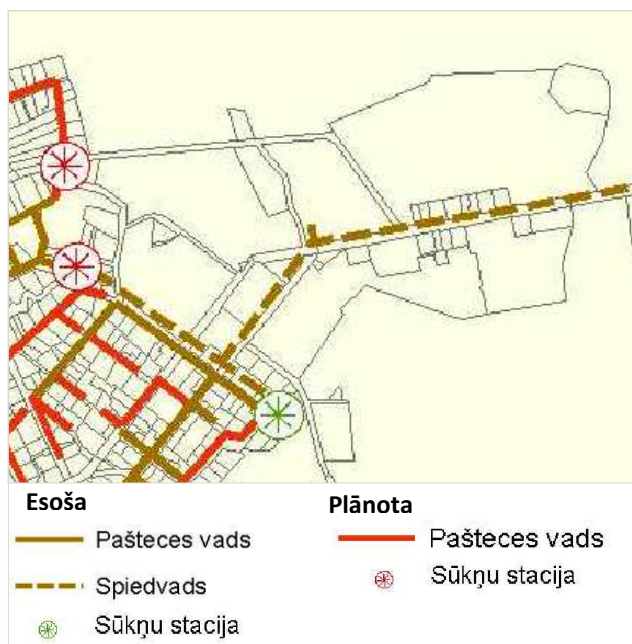 Esoša
Pašteces vads
Spiedvads
Sūkņu stacija
Plānota
Pašteces vads
Sūkņu stacija